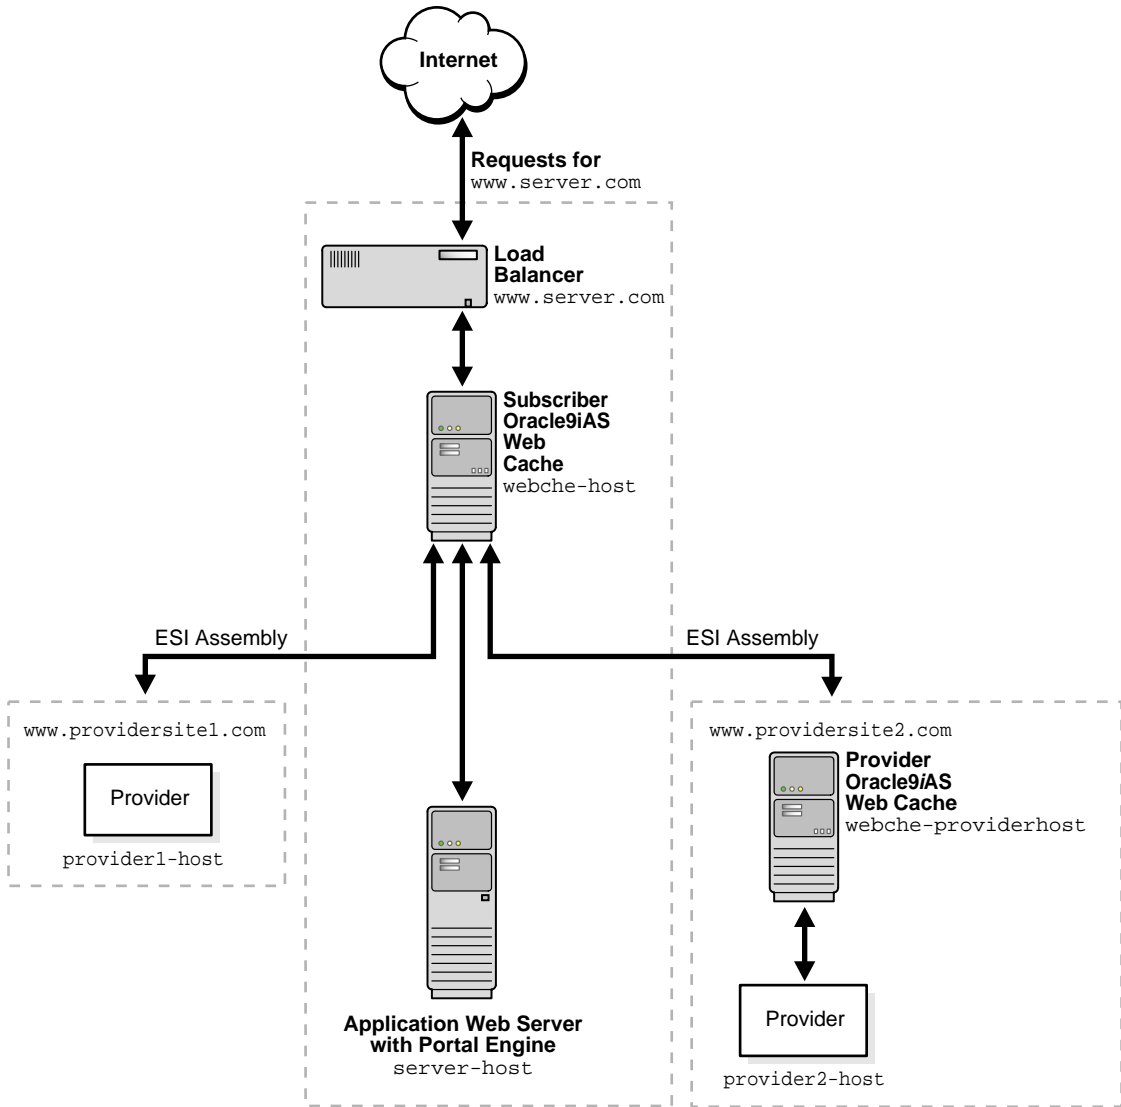 Internet
Requests for
www.server.com
Load
Balancer
www.server.com
Subscriber
Oracle9iAS
Web
Cache
webche-host
ESI Assembly
ESI Assembly
www.providersite1.com
Provider
provider1-host
www.providersite2.com
Provider
Oracle9iAS
Web Cache
webche-providerhost
Application Web Server
with Portal Engine
server-host
Provider
provider2-host